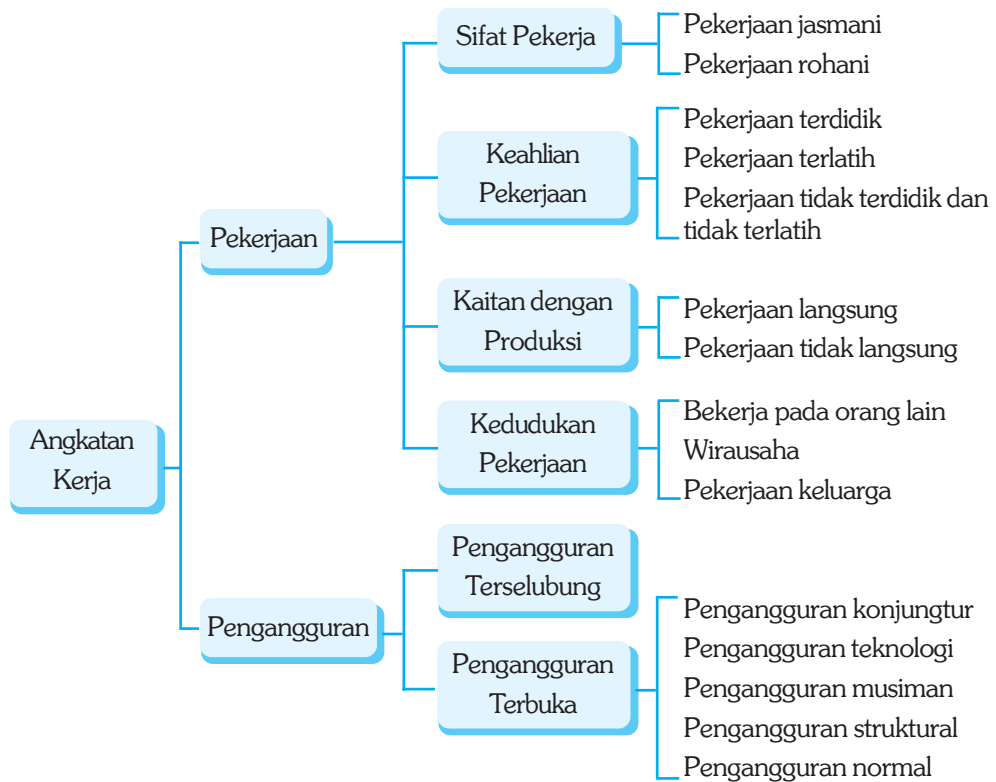 Angkatan
Kerja
Pekerjaan
Sifat Pekerja
Pekerjaan jasmani
Pekerjaan rohani
Keahlian
Pekerjaan
Pekerjaan terdidik
Pekerjaan terlatih
Pekerjaan tidak terdidik dan
tidak terlatih
Kaitan dengan
Produksi
Pekerjaan langsung
Pekerjaan tidak langsung
Kedudukan
Pekerjaan
Bekerja pada orang lain
Wirausaha
Pekerjaan keluarga
Pengangguran
Pengangguran
Terselubung
Pengangguran
Terbuka
Pengangguran konjungtur
Pengangguran teknologi
Pengangguran musiman
Pengangguran struktural
Pengangguran normal